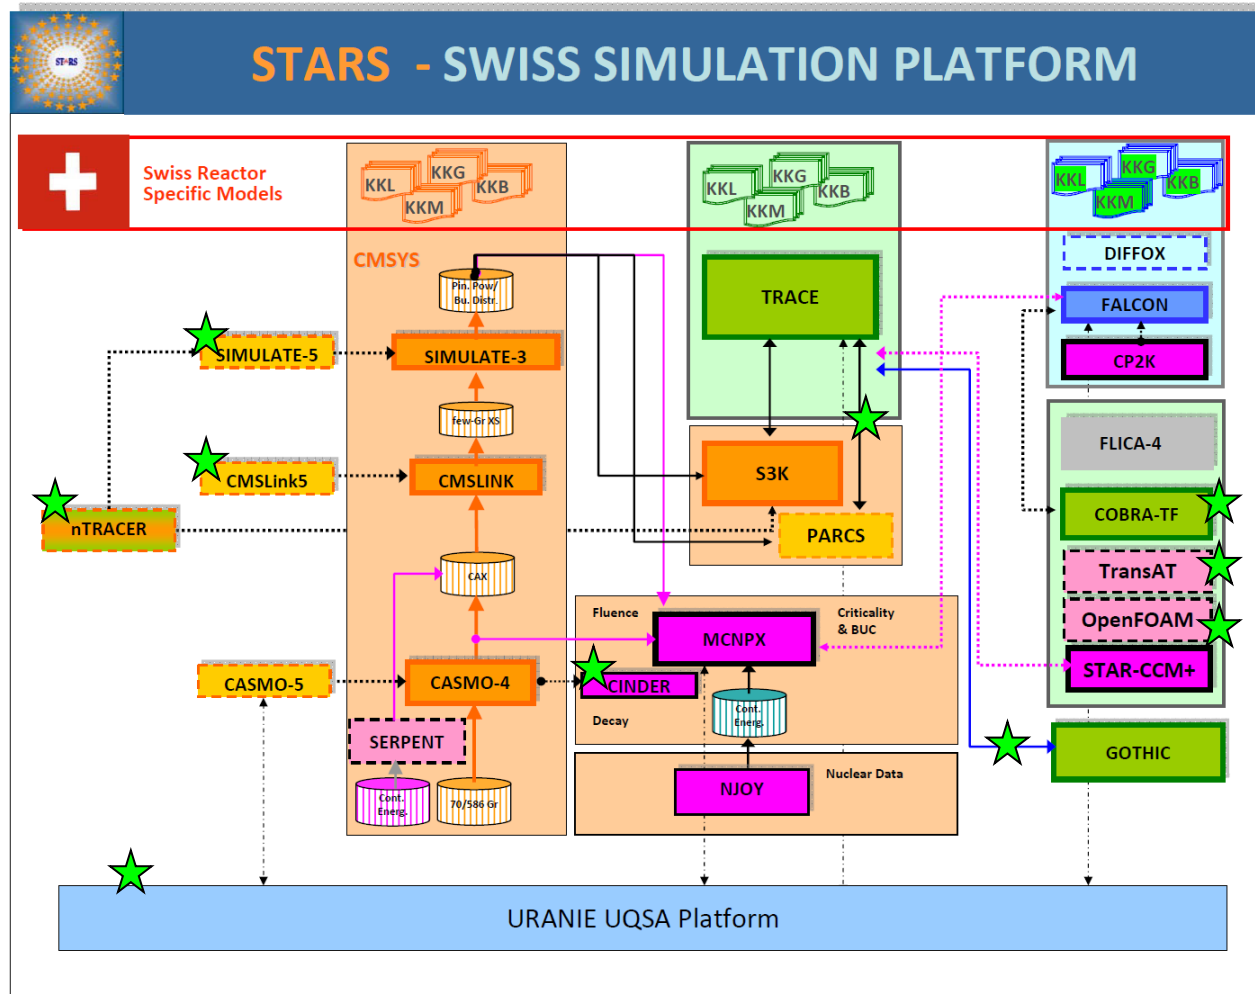 STARS
STARS - SWISS SIMULATION PLATFORM
Swiss Reactor
Specific Models
KKL
KKG
KKB
KKM
KKL
KKG
KKB
KKM
KKL
KKG
KKB
KKM
CMSYS
Pin. Pow/
Bu. Distr.
TRACE
DIFFOX
FALCON
CP2K
SIMULATE-5
SIMULATE-3
few-Gr XS
FLICA-4
CMSLink5
CMSLINK
S3K
COBRA-TF
nTRACER
PARCS
TransAT
CAX
OpenFOAM
Fluence
Criticality
& BUC
MCNPX
STAR-CCM+
CASMO-5
CASMO-4
CINDER
Cont.
Energ.
Decay
SERPENT
GOTHIC
Nuclear Data
NJOY
Cont.
Energ.
70/586 Gr
URANIE UQSA Platform